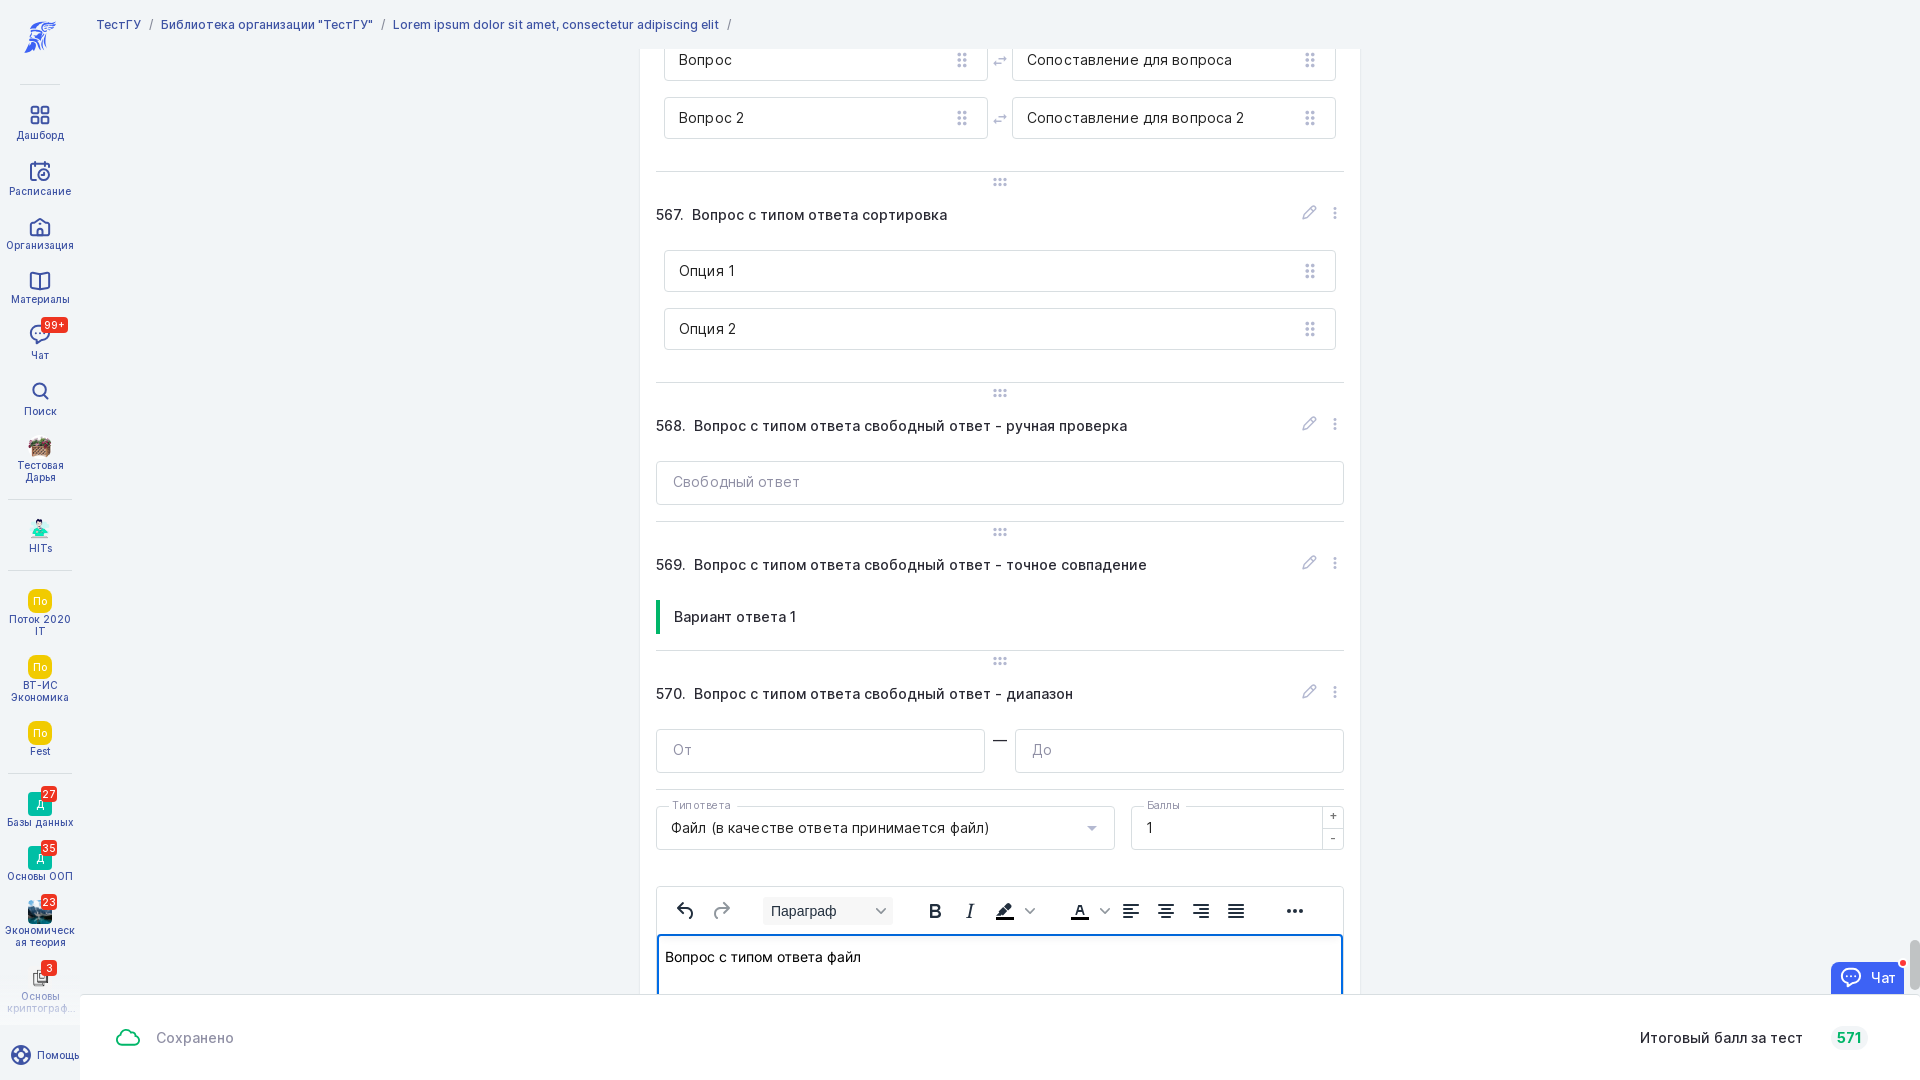 ТестГУ / Библиотека организации "ТестГУ" / Lorem ipsum dolor sit amet, consectetur adipiscing elit /
Дашборд
Расписание
Организация
Материалы
99+
Чат
Поиск
Тестовая
Дарья
HITs
По
Поток 2020
IT
По
ВТ-ИС
Экономика
По
Fest
27
Д
Базы данных
35
Д
Основы ООП
23
Экономическ
ая теория
3
Основы
криптограф...
Помощь
Вопрос
Сопоставление для вопроса
Вопрос 2
Сопоставление для вопроса 2
567. Вопрос с типом ответа сортировка
Опция 1
Опция 2
568. Вопрос с типом ответа свободный ответ - ручная проверка
Свободный ответ
569. Вопрос с типом ответа свободный ответ - точное совпадение
Вариант ответа 1
570. Вопрос с типом ответа свободный ответ - диапазон
От — До
Тип ответа
Файл (в качестве ответа принимается файл)
Баллы
1
+
-
Параграф
Вопрос с типом ответа файл
Чат
Сохранено
Итоговый балл за тест 571